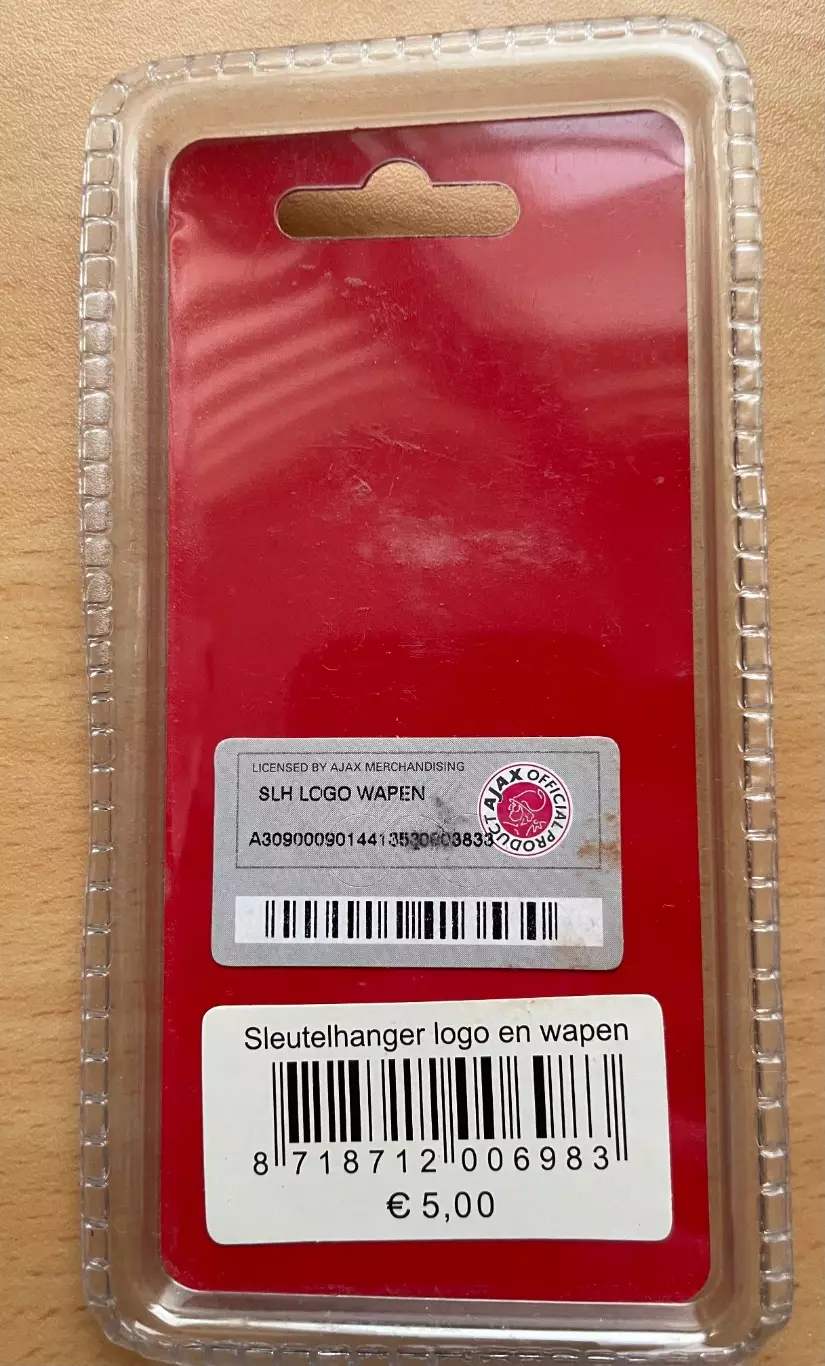 LICENSED BY AJAX MERCHANDISING
SLH LOGO WAPEN
AJAX OFFICIAL PRODUCT
Sleutelhanger logo en wapen
8 718712 006983
€ 5,00